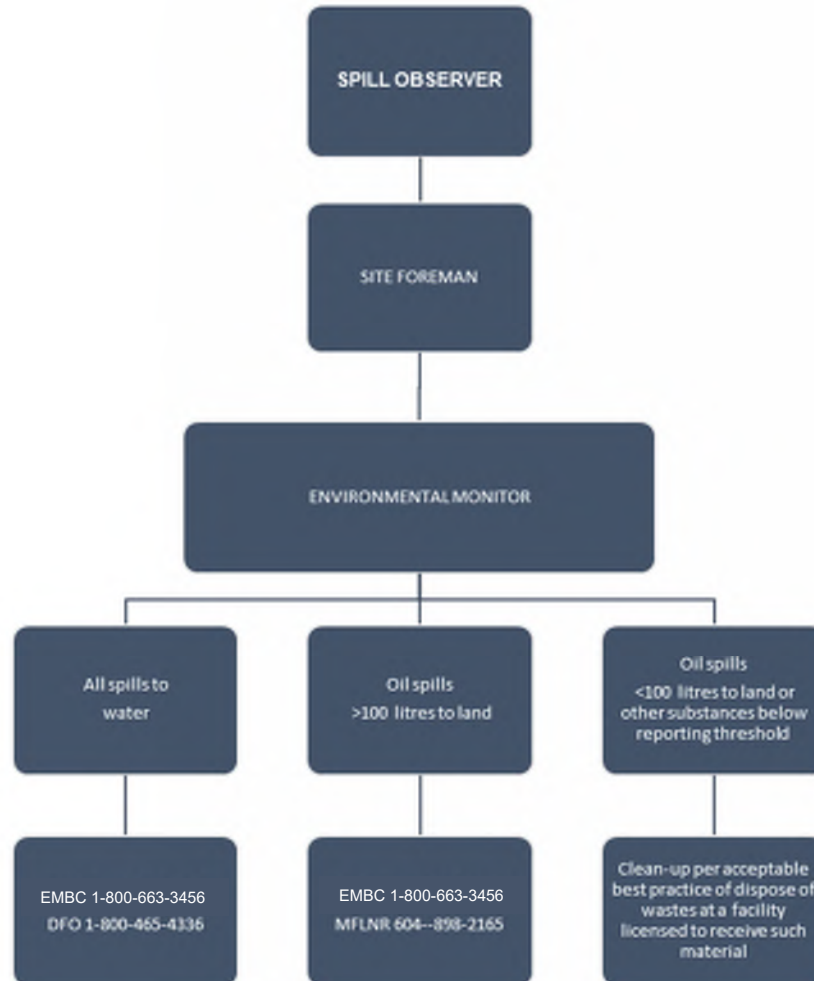 SPILL OBSERVER
SITE FOREMAN
ENVIRONMENTAL MONITOR
All spills to
water
Oil spills
>100 litres to land
Oil spills
<100 litres to land or
other substances below
reporting threshold
EMBC 1-800-663-3456
DFO 1-800-465-4336
EMBC 1-800-663-3456
MFLNR 604--898-2165
Clean-up per acceptable
best practice of dispose of
wastes at a facility
licensed to receive such
material